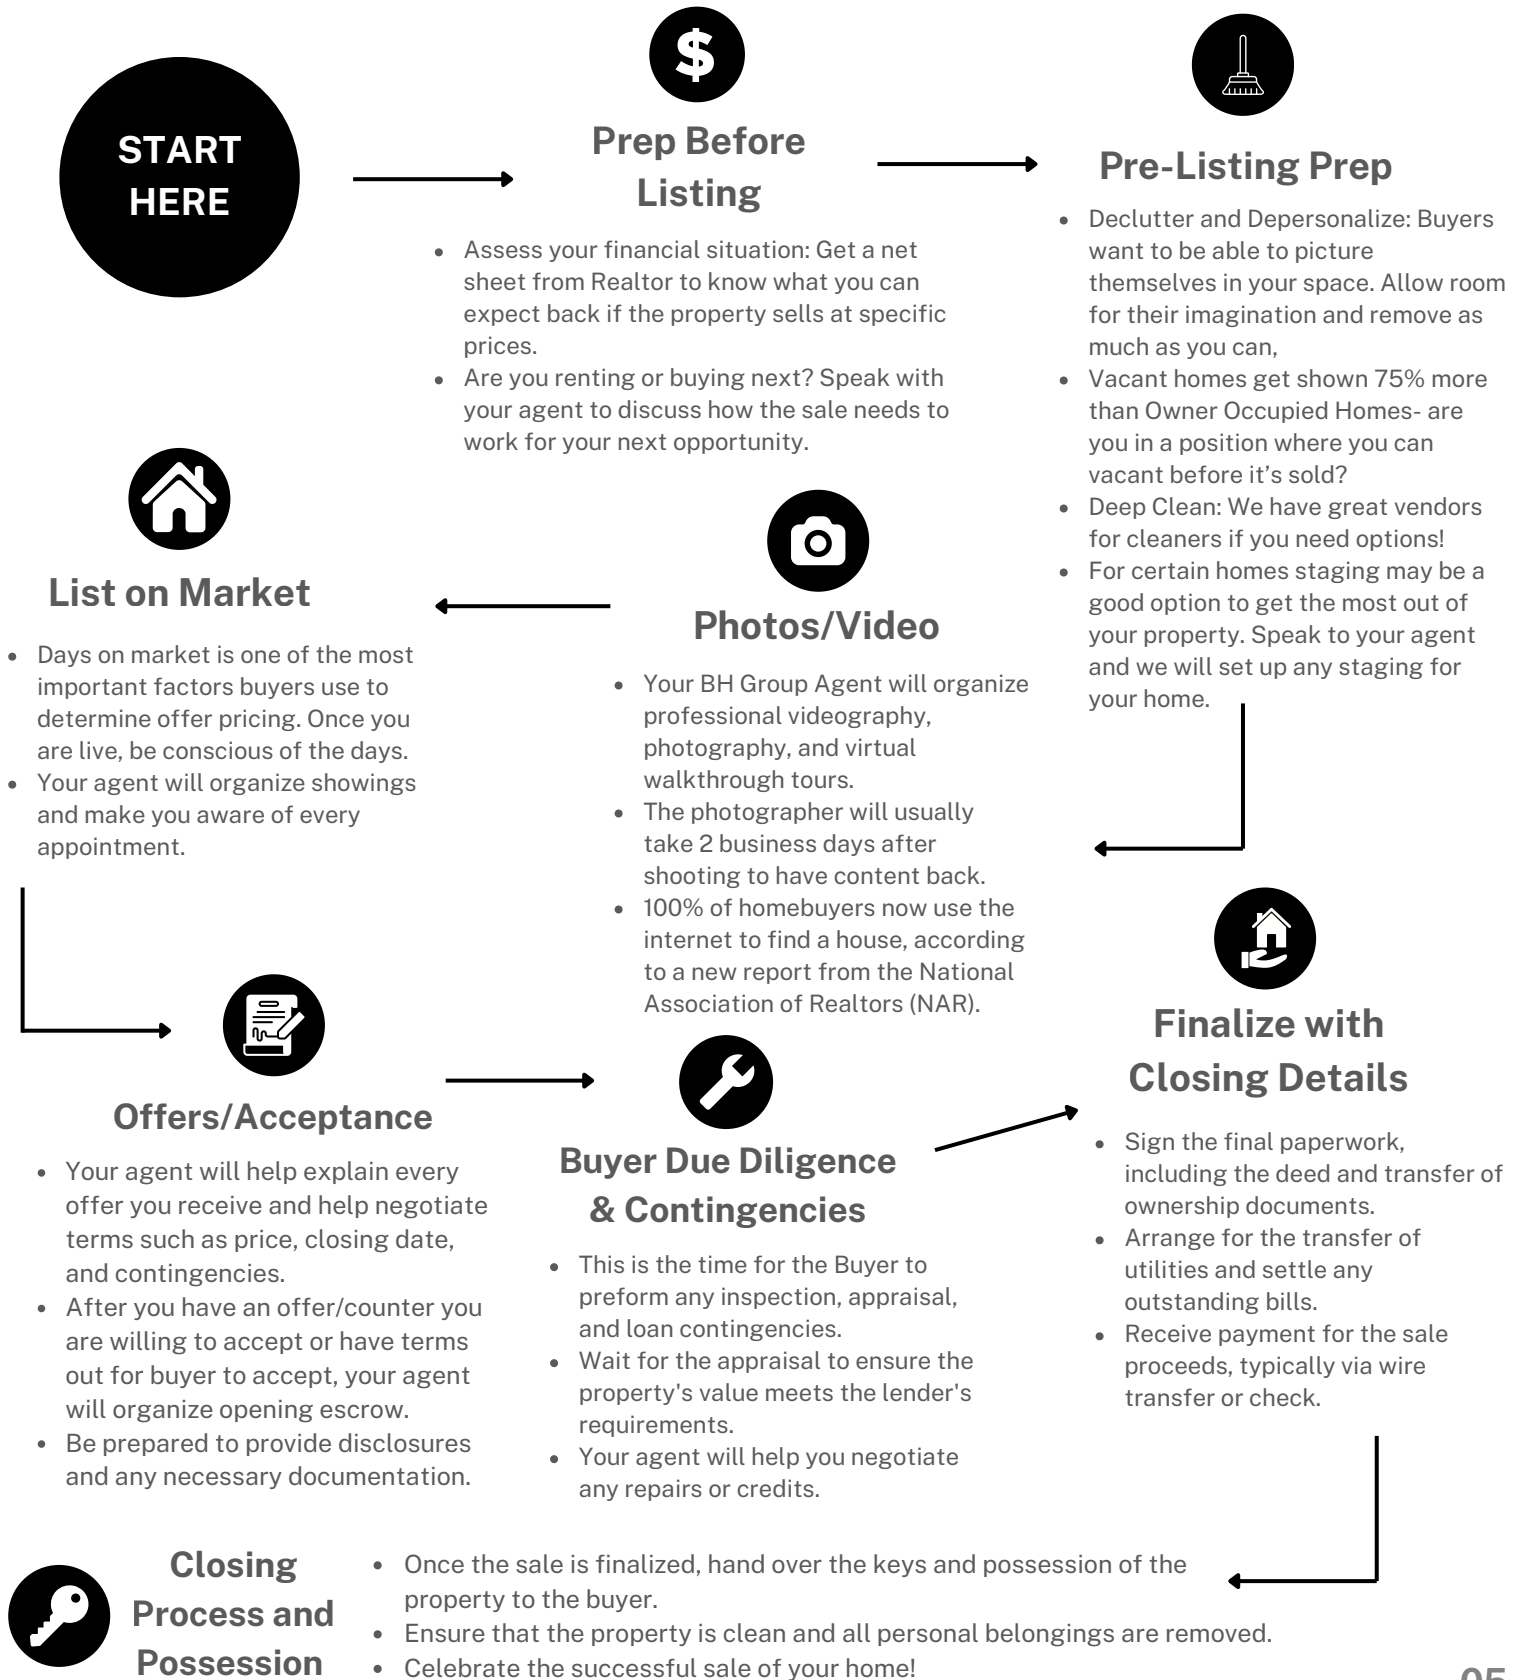 START
HERE
Prep Before
Listing
• Assess your financial situation: Get a net
sheet from Realtor to know what you can
expect back if the property sells at specific
prices.
• Are you renting or buying next? Speak with
your agent to discuss how the sale needs to
work for your next opportunity.
Pre-Listing Prep
• Declutter and Depersonalize: Buyers
want to be able to picture
themselves in your space. Allow room
for their imagination and remove as
much as you can,
• Vacant homes get shown 75% more
than Owner Occupied Homes- are
you in a position where you can
vacant before it’s sold?
• Deep Clean: We have great vendors
for cleaners if you need options!
• For certain homes staging may be a
good option to get the most out of
your property. Speak to your agent
and we will set up any staging for
your home.
Photos/Video
• Your BH Group Agent will organize
professional videography,
photography, and virtual
walkthrough tours.
• The photographer will usually
take 2 business days after
shooting to have content back.
• 100% of homebuyers now use the
internet to find a house, according
to a new report from the National
Association of Realtors (NAR).
List on Market
• Days on market is one of the most
important factors buyers use to
determine offer pricing. Once you
are live, be conscious of the days.
• Your agent will organize showings
and make you aware of every
appointment.
Offers/Acceptance
• Your agent will help explain every
offer you receive and help negotiate
terms such as price, closing date,
and contingencies.
• After you have an offer/counter you
are willing to accept or have terms
out for buyer to accept, your agent
will organize opening escrow.
• Be prepared to provide disclosures
and any necessary documentation.
Buyer Due Diligence
& Contingencies
• This is the time for the Buyer to
preform any inspection, appraisal,
and loan contingencies.
• Wait for the appraisal to ensure the
property's value meets the lender's
requirements.
• Your agent will help you negotiate
any repairs or credits.
Finalize with
Closing Details
• Sign the final paperwork,
including the deed and transfer of
ownership documents.
• Arrange for the transfer of
utilities and settle any
outstanding bills.
• Receive payment for the sale
proceeds, typically via wire
transfer or check.
Closing
Process and
Possession
• Once the sale is finalized, hand over the keys and possession of the
property to the buyer.
• Ensure that the property is clean and all personal belongings are removed.
• Celebrate the successful sale of your home!
05